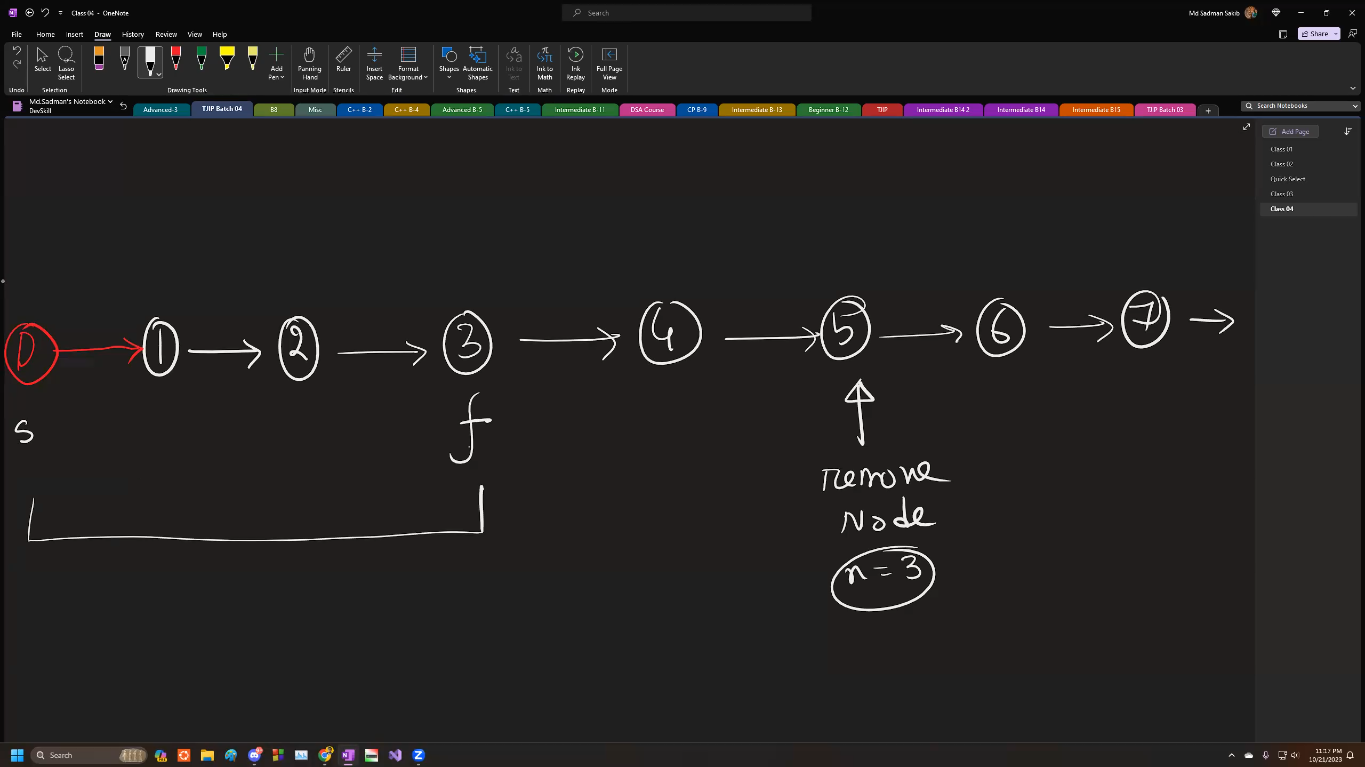 Class 04 - OneNote
Search
Md Sadman Sakib
File Home Insert Draw History Review View Help
Share
Undo
Select
Lasso Select
Selection
Drawing Tools
Add Pen
Panning Hand
Input Mode
Ruler
Stencils
Insert Space
Format Background
Edit
Shapes
Automatic Shapes
Shapes
Ink to Text
Text
Ink to Math
Math
Ink Replay
Replay
Full Page View
Mode
Md.Sadman's Notebook
DevSkill
Advanced-3 TJIP Batch 04 B8 Misc C++ B-2 C++ B-4 Advanced B-5 C++ B-5 Intermediate B-11 DSA Course CP B-9 Intermediate B-13 Beginner B-12 TJIP Intermediate B14.2 Intermediate B14 Intermediate B15 TJIP Batch 03
Search Notebooks
Add Page
Class 01
Class 02
Quick Select
Class 03
Class 04
D 1 2 3 4 5 6 7
s f
remove
Node
n = 3
Search
11:17 PM
10/21/2023